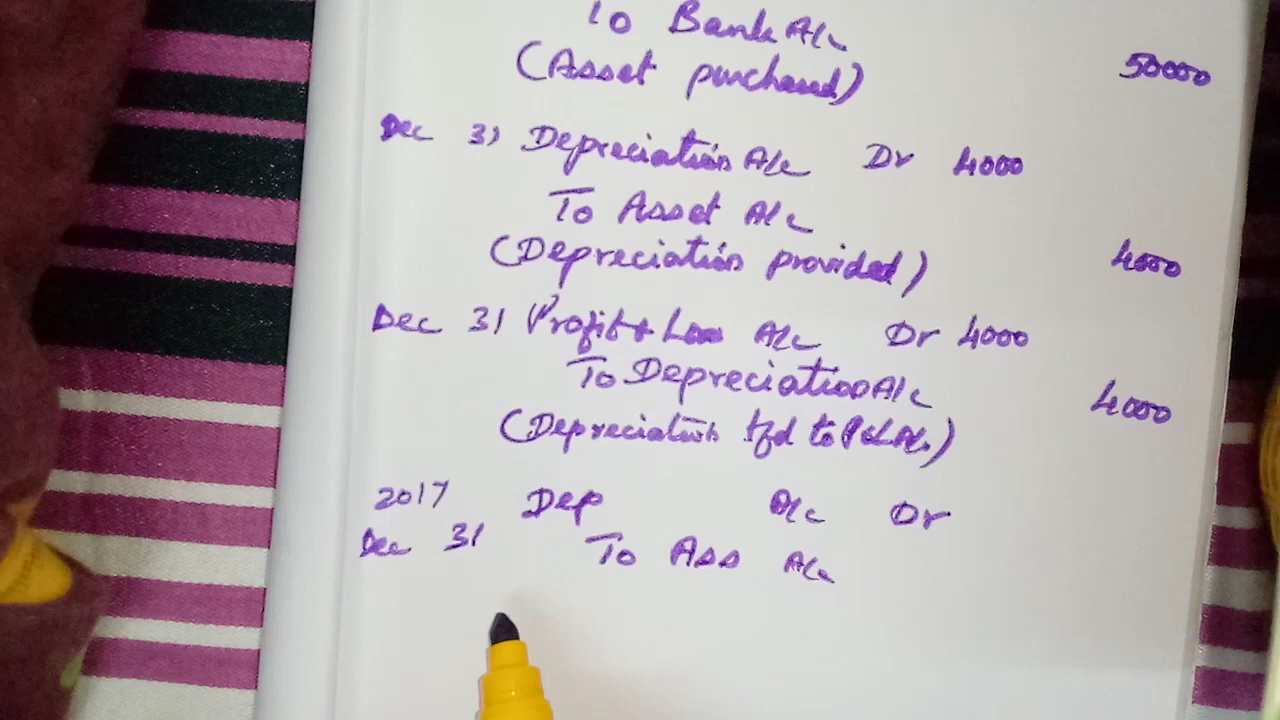 To Bank A/c
(Asset purchased) 50000
Dec 31 Depreciation A/c Dr 4000
To Asset A/c
(Depreciation provided) 4000
Dec 31 Profit & Loss A/c Dr 4000
To Depreciation A/c
4000
(Depreciation tfd to P&L A/c)
2017 Dep A/c Dr
Dec 31 To Ass A/c